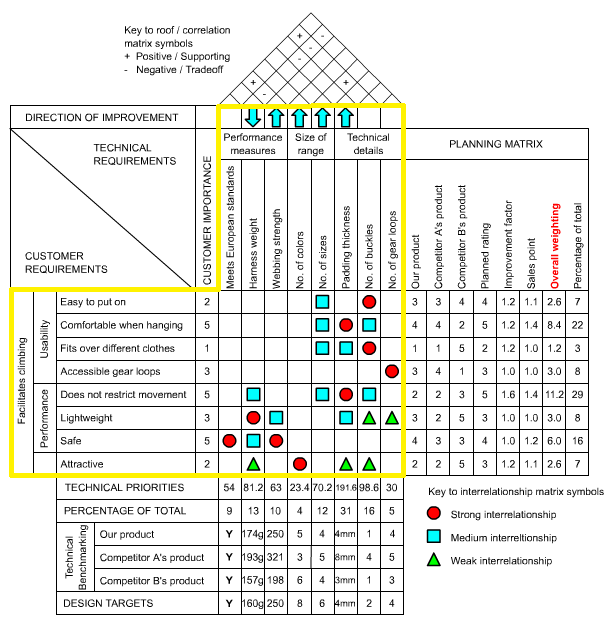 Key to roof / correlation
matrix symbols
+ Positive / Supporting
- Negative / Tradeoff
+ - + - - + - + -
DIRECTION OF IMPROVEMENT
TECHNICAL
REQUIREMENTS
CUSTOMER
REQUIREMENTS
CUSTOMER IMPORTANCE
Performance
measures
Size of
range
Technical
details
PLANNING MATRIX
Meets European standards
Harness weight
Webbing strength
No. of colors
No. of sizes
Padding thickness
No. of buckles
No. of gear loops
Our product
Competitor A's product
Competitor B's product
Planned rating
Improvement factor
Sales point
Overall weighting
Percentage of total
Facilitates climbing
Usability
Easy to put on 2 3 3 4 4 1.2 1.1 2.6 7
Comfortable when hanging 5 4 4 2 5 1.2 1.4 8.4 22
Fits over different clothes 1 1 1 5 2 1.2 1.0 1.2 3
Accessible gear loops 3 3 4 1 3 1.0 1.0 3.0 8
Performance
Does not restrict movement 5 2 2 3 5 1.6 1.4 11.2 29
Lightweight 3 3 2 5 3 1.0 1.0 3.0 8
Safe 5 4 3 3 4 1.0 1.2 6.0 16
Attractive 2 2 2 5 3 1.2 1.1 2.6 7
TECHNICAL PRIORITIES 54 81.2 63 23.4 70.2 191.6 98.6 30
PERCENTAGE OF TOTAL 9 13 10 4 12 31 16 5
Technical
Benchmarking
Our product Y 174g 250 5 4 4mm 1 4
Competitor A's product Y 193g 321 3 5 8mm 4 5
Competitor B's product Y 157g 198 6 4 3mm 1 3
DESIGN TARGETS Y 160g 250 8 6 4mm 2 4
Key to interrelationship matrix symbols
Strong interrelationship
Medium interreltionship
Weak interrelationship